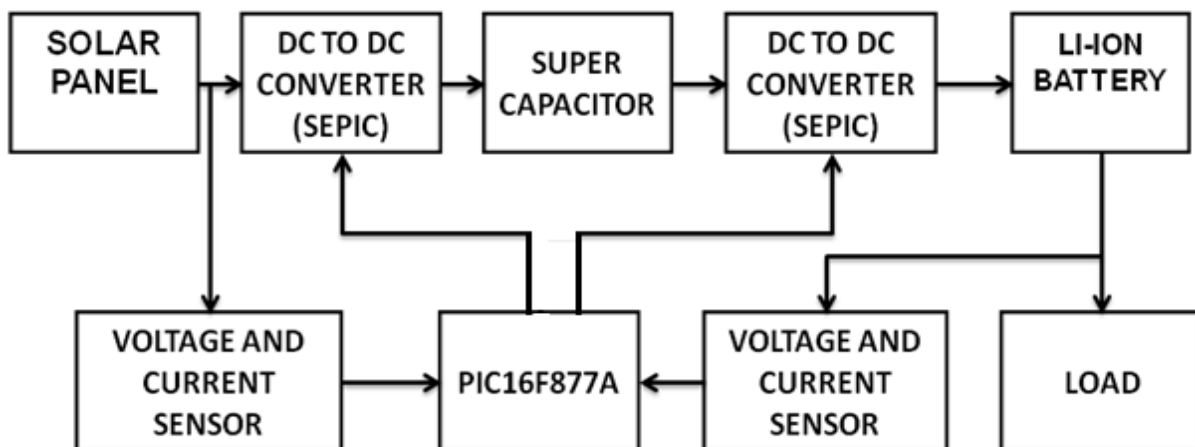 SOLAR
PANEL
DC TO DC
CONVERTER
(SEPIC)
SUPER
CAPACITOR
DC TO DC
CONVERTER
(SEPIC)
LI-ION
BATTERY
VOLTAGE AND
CURRENT
SENSOR
PIC16F877A
VOLTAGE AND
CURRENT
SENSOR
LOAD